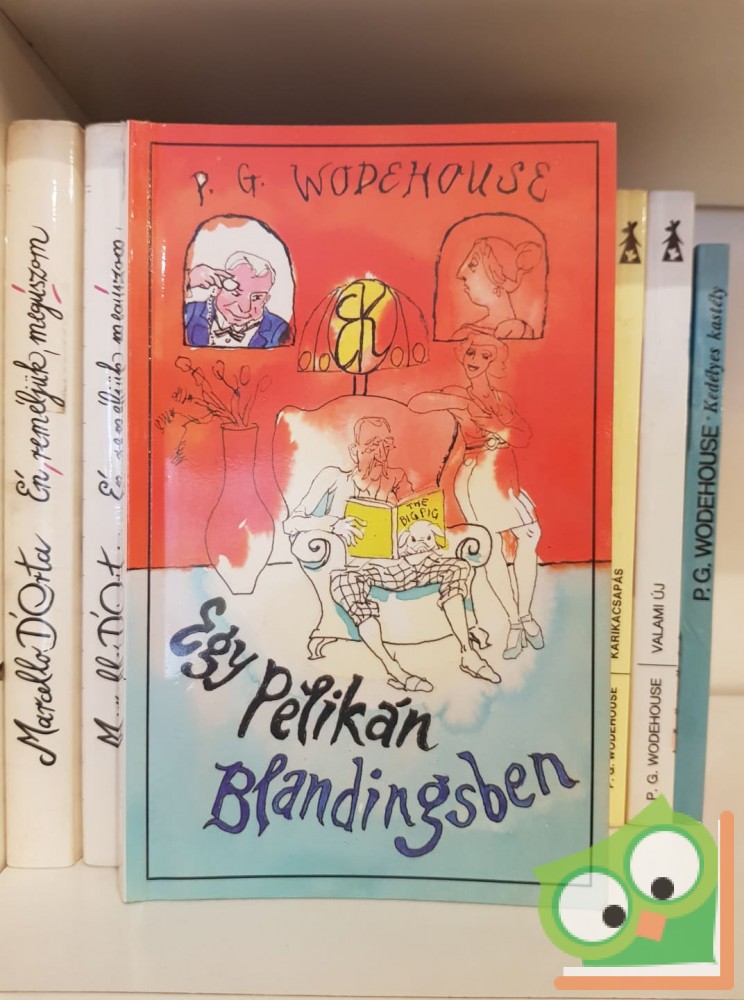 Marcello D'Orta Én, reméljük, megúszom
P. G. WODEHOUSE
EK
THE
BIG PIG
Egy
Pelikán
Blandingsben
P. G. WODEHOUSE KARIKACSAPÁS
P. G. WODEHOUSE VALAMI ÚJ
P. G. WODEHOUSE · Kedélyes kastély